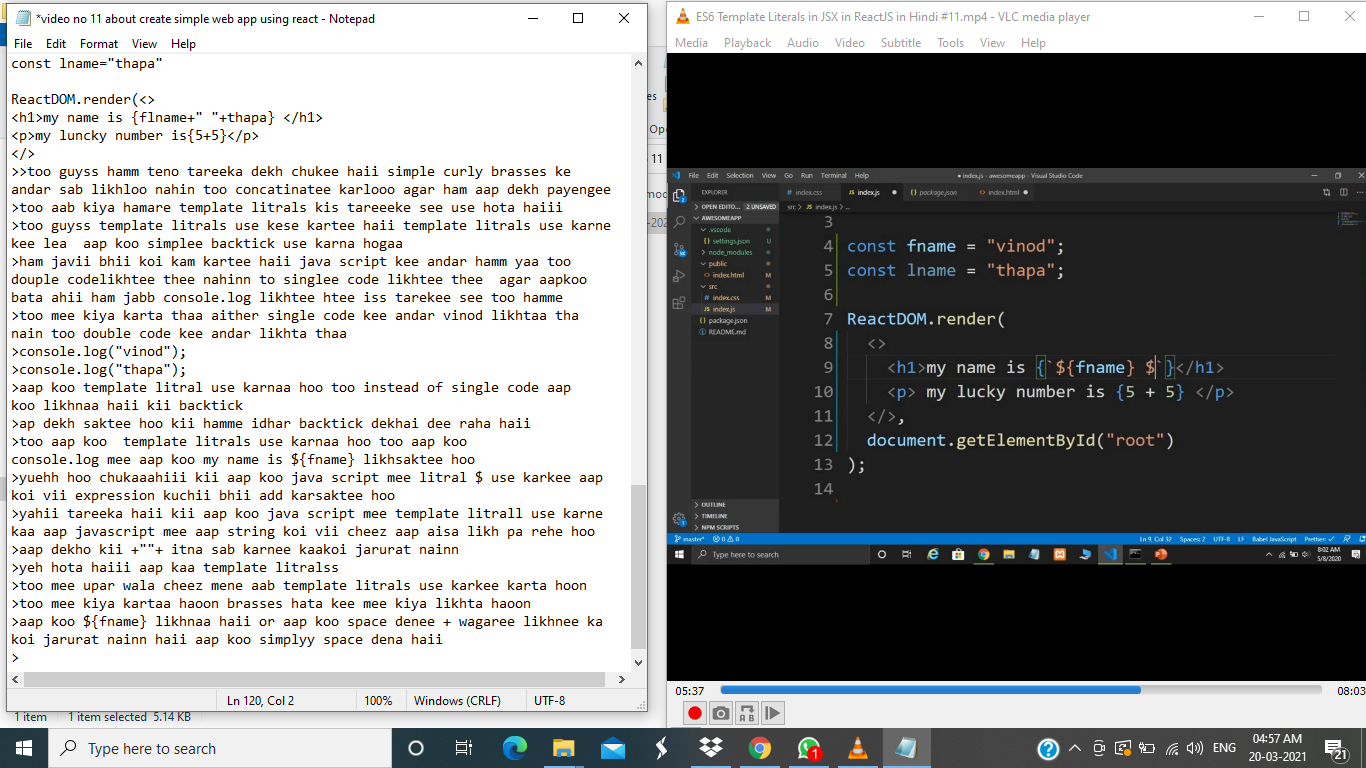 *video no 11 about create simple web app using react - Notepad
File Edit Format View Help
const lname="thapa"
ReactDOM.render(<>
<h1>my name is {flname+" "+thapa} </h1>
<p>my luncky number is{5+5}</p>
</>
>>too guyss hamm teno tareeka dekh chukee haii simple curly brasses ke
andar sab likhloo nahin too concatinatee karlooo agar ham aap dekh payengee
>too aab kiya hamare template litrals kis tareeeke see use hota haiii
>too guyss template litrals use kese kartee haii template litrals use karne
kee lea  aap koo simplee backtick use karna hogaa
>ham javii bhii koi kam kartee haii java script kee andar hamm yaa too
douple codelikhtee thee nahinn to singlee code likhtee thee  agar aapkoo
bata ahii ham jabb console.log likhtee htee iss tarekee see too hamme
>too mee kiya karta thaa aither single code kee andar vinod likhtaa tha
nain too double code kee andar likhta thaa
>console.log("vinod");
>console.log("thapa");
>aap koo template litral use karnaa hoo too instead of single code aap
koo likhnaa haii kii backtick
>ap dekh saktee hoo kii hamme idhar backtick dekhai dee raha haii
>too aap koo  template litrals use karnaa hoo too aap koo
console.log mee aap koo my name is ${fname} likhsaktee hoo
>yuehh hoo chukaaahiii kii aap koo java script mee litral $ use karkee aap
koi vii expression kuchii bhii add karsaktee hoo
>yahii tareeka haii kii aap koo java script mee template litrall use karne
kaa aap javascript mee aap string koi vii cheez aap aisa likh pa rehe hoo
>aap dekho kii +""+ itna sab karnee kaakoi jarurat nainn
>yeh hota haiii aap kaa template litralss
>too mee upar wala cheez mene aab template litrals use karkee karta hoon
>too mee kiya kartaa haoon brasses hata kee mee kiya likhta haoon
>aap koo ${fname} likhnaa haii or aap koo space denee + wagaree likhnee ka
koi jarurat nainn haii aap koo simplyy space dena haii
>
Ln 120, Col 2 100% Windows (CRLF) UTF-8
1 item 1 item selected 5.14 KB
es
Op
11
mod
-202
ES6 Template Literals in JSX in ReactJS in Hindi #11.mp4 - VLC media player
Media Playback Audio Video Subtitle Tools View Help
File Edit Selection View Go Run Terminal Help ● index.js - awesomeapp - Visual Studio Code
EXPLORER
# index.css JS index.js ● package.json index.html ●
OPEN EDITO... 2 UNSAVED
src > JS index.js > ...
AWESOMEAPP
.vscode
{} settings.json U
node_modules
public
<> index.html M
src
# index.css M
JS index.js M
{} package.json
README.md
OUTLINE
TIMELINE
NPM SCRIPTS
3
4 const fname = "vinod";
5 const lname = "thapa";
6
7 ReactDOM.render(
8 <>
9 <h1>my name is {`${fname} $`}</h1>
10 <p> my lucky number is {5 + 5} </p>
11 </>,
12 document.getElementById("root")
13 );
14
master* 0 0 Ln 9, Col 32 Spaces: 2 UTF-8 LF Babel JavaScript Prettier: ✓
Type here to search
8:02 AM
5/8/2020
05:37 08:03
A B
Type here to search
1
ENG
04:57 AM
20-03-2021
21